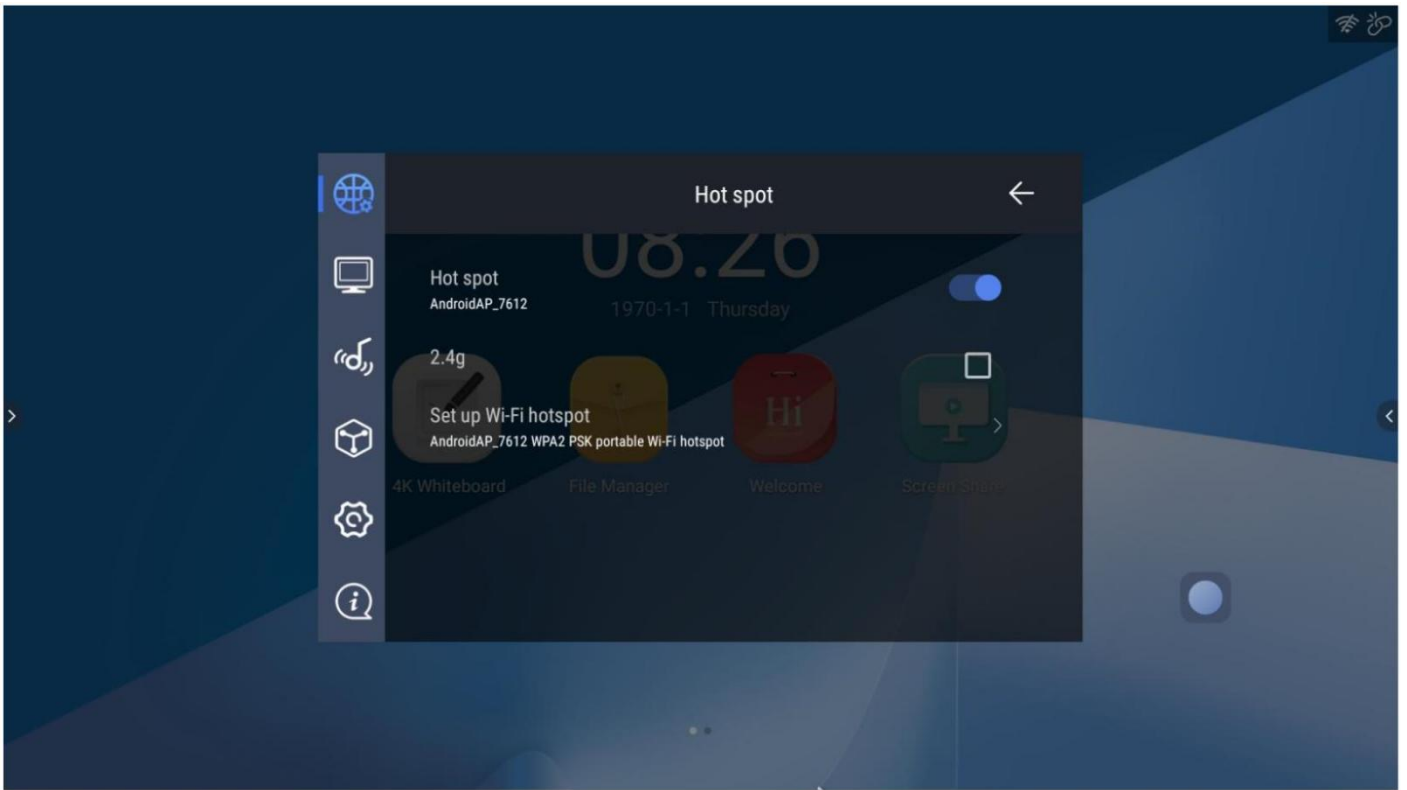 Hot spot
08:26
Hot spot
AndroidAP_7612
1970-1-1 Thursday
2.4g
Set up Wi-Fi hotspot
AndroidAP_7612 WPA2 PSK portable Wi-Fi hotspot
Hi
4K Whiteboard File Manager Welcome Screen Share